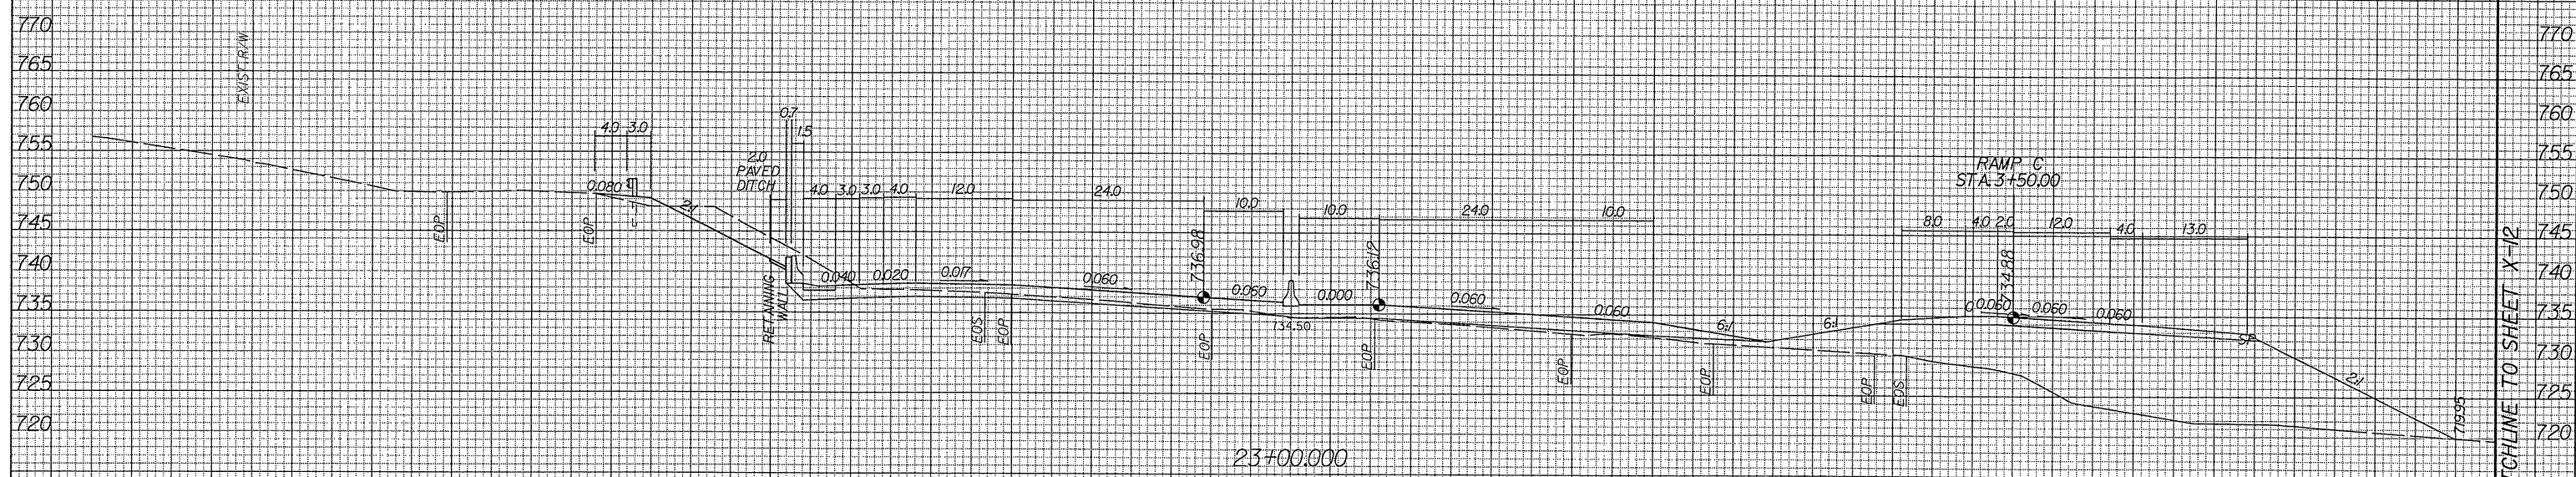 770
765
760
755
750
745
740
735
730
725
720
EXIST. R/W
EOP
4.0 3.0
0.080
2:1
EOP
0.7
1.5
2.0
PAVED
DITCH
RETAINING
WALL
4.0 3.0 3.0 4.0 12.0 24.0
0.040 0.020 0.017 0.060
EOS
EOP
736.98
10.0 10.0
0.060 0.000
734.50
EOP
736.12
24.0 10.0
0.060 0.060
EOP
EOP
6:1 6:1
EOP
RAMP C
STA. 3+50.00
8.0 4.0 2.0 12.0 4.0 13.0
734.88
0.060 0.060 0.060
EOP
EOS
2:1
719.95
23+00.000
TCHLINE TO SHEET X-12
770
765
760
755
750
745
740
735
730
725
720